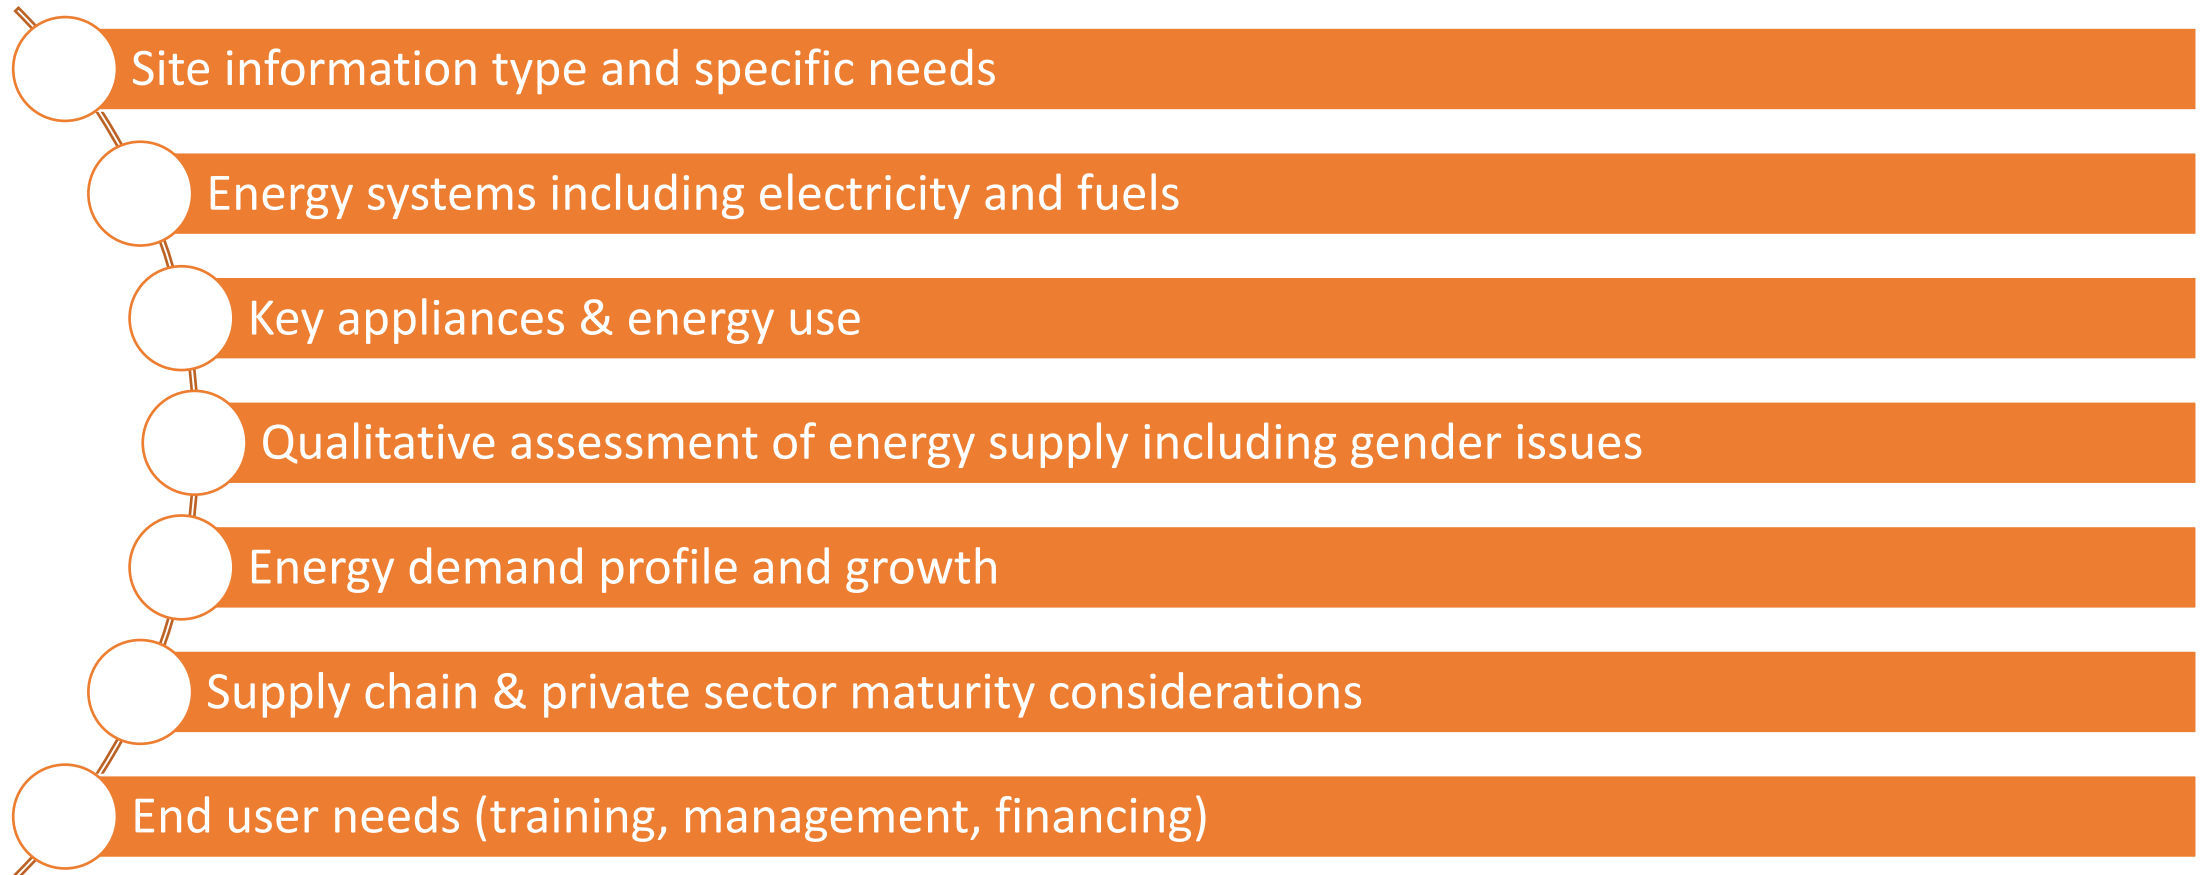 Site information type and specific needs
Energy systems including electricity and fuels
Key appliances & energy use
Qualitative assessment of energy supply including gender issues
Energy demand profile and growth
Supply chain & private sector maturity considerations
End user needs (training, management, financing)